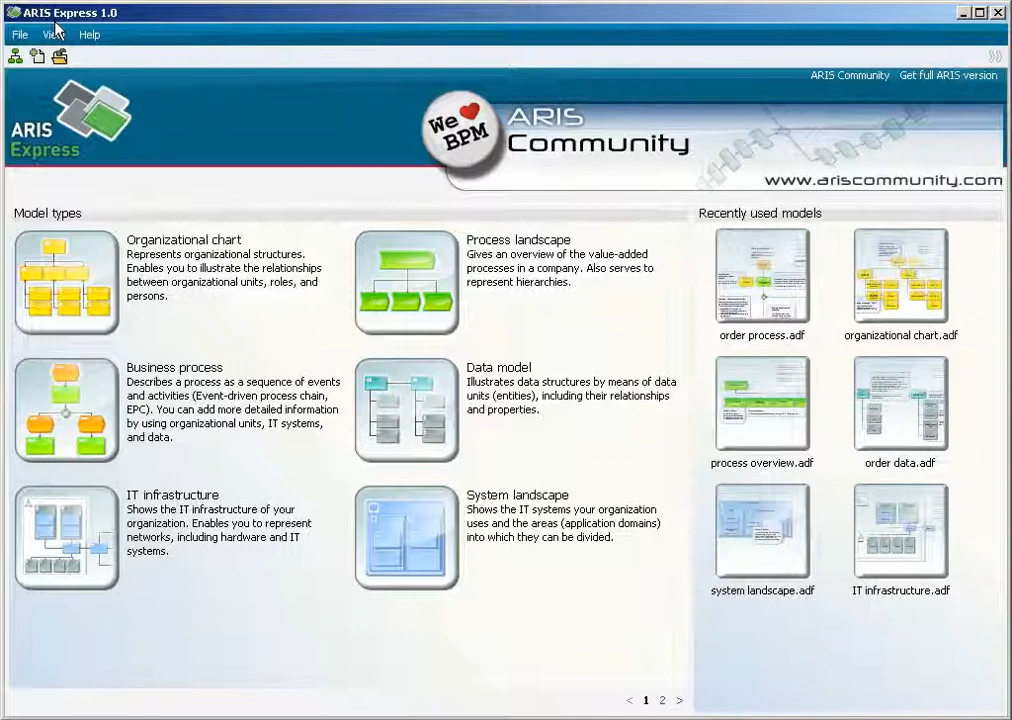 ARIS Express 1.0
File View Help
ARIS Community Get full ARIS version
ARIS
Express
We
BPM
ARIS
Community
www.ariscommunity.com
Model types
Organizational chart
Represents organizational structures.
Enables you to illustrate the relationships
between organizational units, roles, and
persons.
Process landscape
Gives an overview of the value-added
processes in a company. Also serves to
represent hierarchies.
Business process
Describes a process as a sequence of events
and activities (Event-driven process chain,
EPC). You can add more detailed information
by using organizational units, IT systems,
and data.
Data model
Illustrates data structures by means of data
units (entities), including their relationships
and properties.
IT infrastructure
Shows the IT infrastructure of your
organization. Enables you to represent
networks, including hardware and IT
systems.
System landscape
Shows the IT systems your organization
uses and the areas (application domains)
into which they can be divided.
< 1 2 >
Recently used models
order process.adf organizational chart.adf
process overview.adf order data.adf
system landscape.adf IT infrastructure.adf